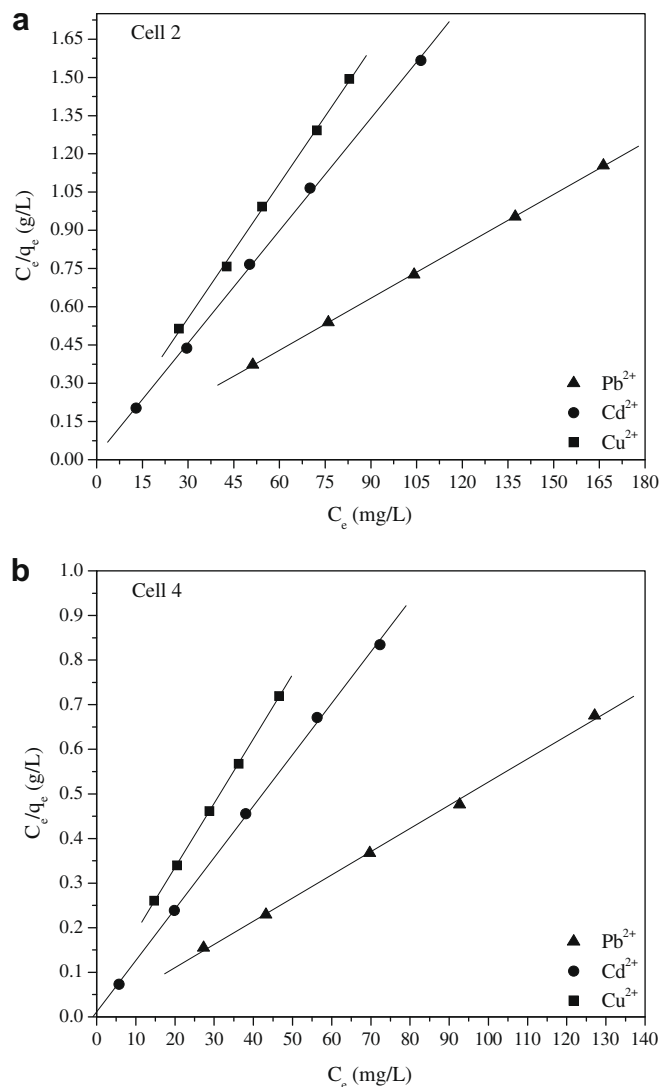 a
Cell 2
1.65
1.50
1.35
1.20
1.05
0.90
0.75
0.60
0.45
0.30
0.15
0.00
C_e/q_e (g/L)
Pb²⁺
Cd²⁺
Cu²⁺
0 15 30 45 60 75 90 105 120 135 150 165 180
C_e (mg/L)
b
Cell 4
1.0
0.9
0.8
0.7
0.6
0.5
0.4
0.3
0.2
0.1
0.0
C_e/q_e (g/L)
Pb²⁺
Cd²⁺
Cu²⁺
0 10 20 30 40 50 60 70 80 90 100 110 120 130 140
C_e (mg/L)